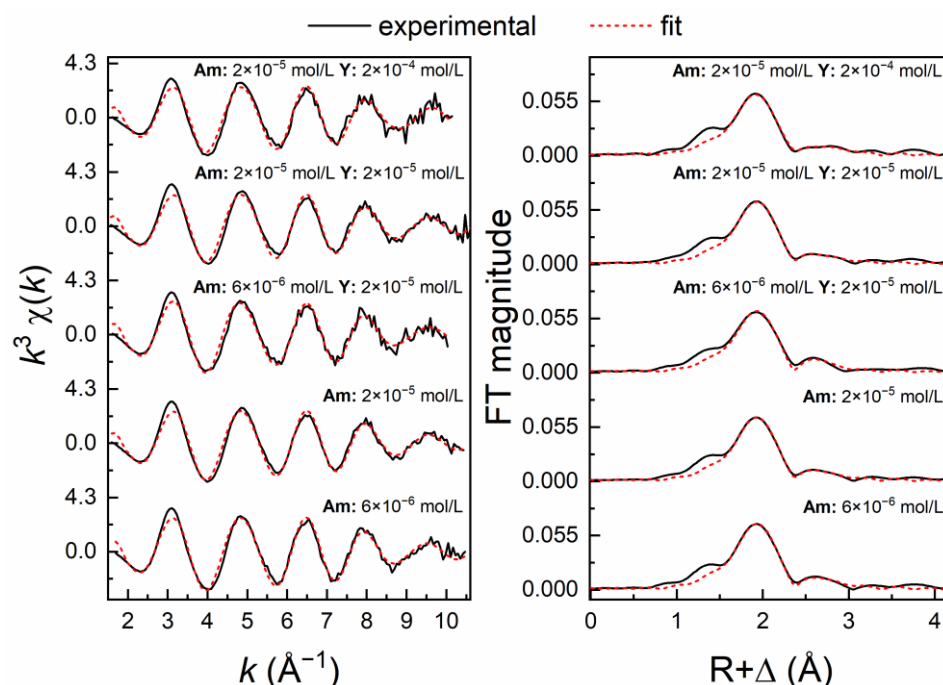 experimental
fit
k³ χ(k)
4.3
0.0
4.3
0.0
4.3
0.0
4.3
0.0
4.3
0.0
Am: 2×10⁻⁵ mol/L Y: 2×10⁻⁴ mol/L
Am: 2×10⁻⁵ mol/L Y: 2×10⁻⁵ mol/L
Am: 6×10⁻⁶ mol/L Y: 2×10⁻⁵ mol/L
Am: 2×10⁻⁵ mol/L
Am: 6×10⁻⁶ mol/L
2 3 4 5 6 7 8 9 10
k (Å⁻¹)
FT magnitude
0.055
0.000
0.055
0.000
0.055
0.000
0.055
0.000
0.055
0.000
Am: 2×10⁻⁵ mol/L Y: 2×10⁻⁴ mol/L
Am: 2×10⁻⁵ mol/L Y: 2×10⁻⁵ mol/L
Am: 6×10⁻⁶ mol/L Y: 2×10⁻⁵ mol/L
Am: 2×10⁻⁵ mol/L
Am: 6×10⁻⁶ mol/L
0 1 2 3 4
R+Δ (Å)